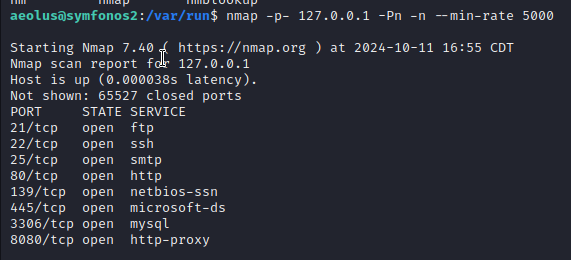 aeolus@symfonos2:/var/run$ nmap -p- 127.0.0.1 -Pn -n --min-rate 5000
Starting Nmap 7.40 ( https://nmap.org ) at 2024-10-11 16:55 CDT
Nmap scan report for 127.0.0.1
Host is up (0.000038s latency).
Not shown: 65527 closed ports
PORT     STATE SERVICE
21/tcp   open  ftp
22/tcp   open  ssh
25/tcp   open  smtp
80/tcp   open  http
139/tcp  open  netbios-ssn
445/tcp  open  microsoft-ds
3306/tcp open  mysql
8080/tcp open  http-proxy